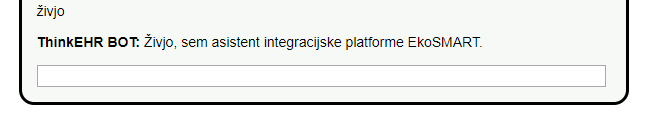 živjo
ThinkEHR BOT: Živjo, sem asistent integracijske platforme EkoSMART.